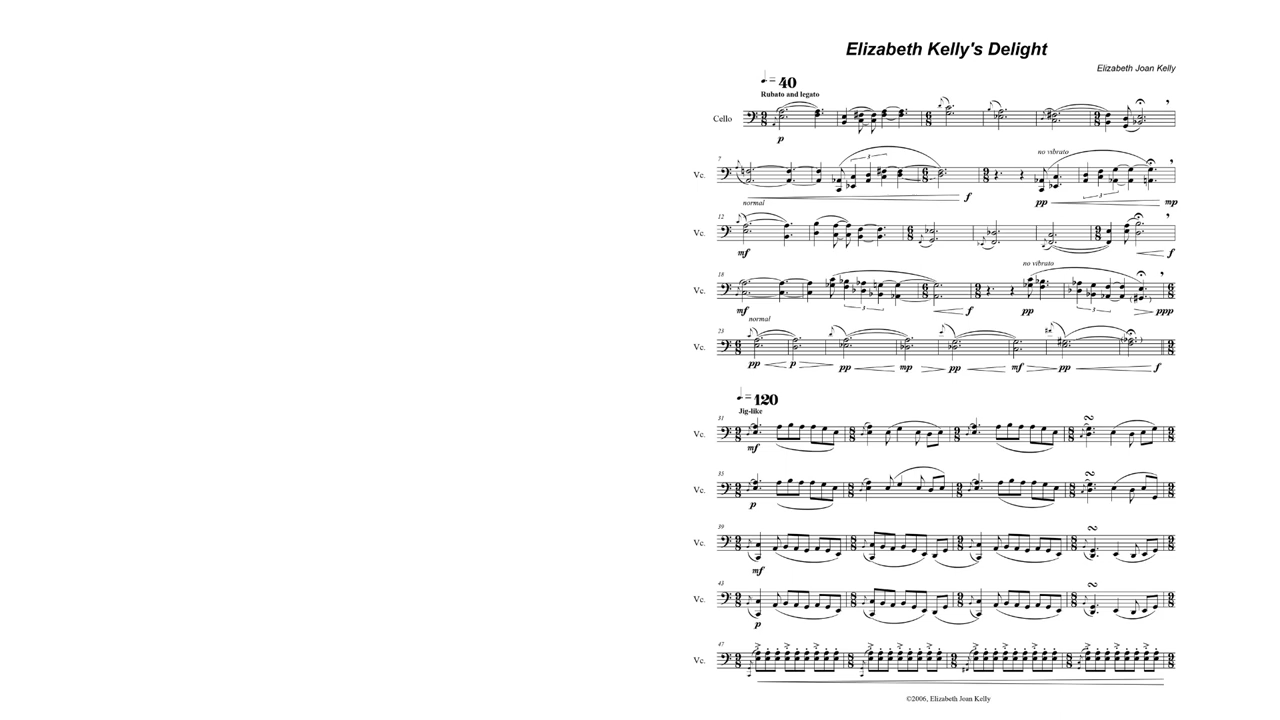 Elizabeth Kelly's Delight
Elizabeth Joan Kelly
♩. = 40
Rubato and legato
Cello
p
7
no vibrato
Vc.
normal
f
pp
mp
12
Vc.
mf
f
18
no vibrato
Vc.
mf
f
pp
ppp
23
normal
Vc.
pp
p
pp
mp
pp
mf
pp
f
♩. = 120
Jig-like
31
Vc.
mf
35
Vc.
p
39
Vc.
mf
43
Vc.
p
47
Vc.
©2006, Elizabeth Joan Kelly